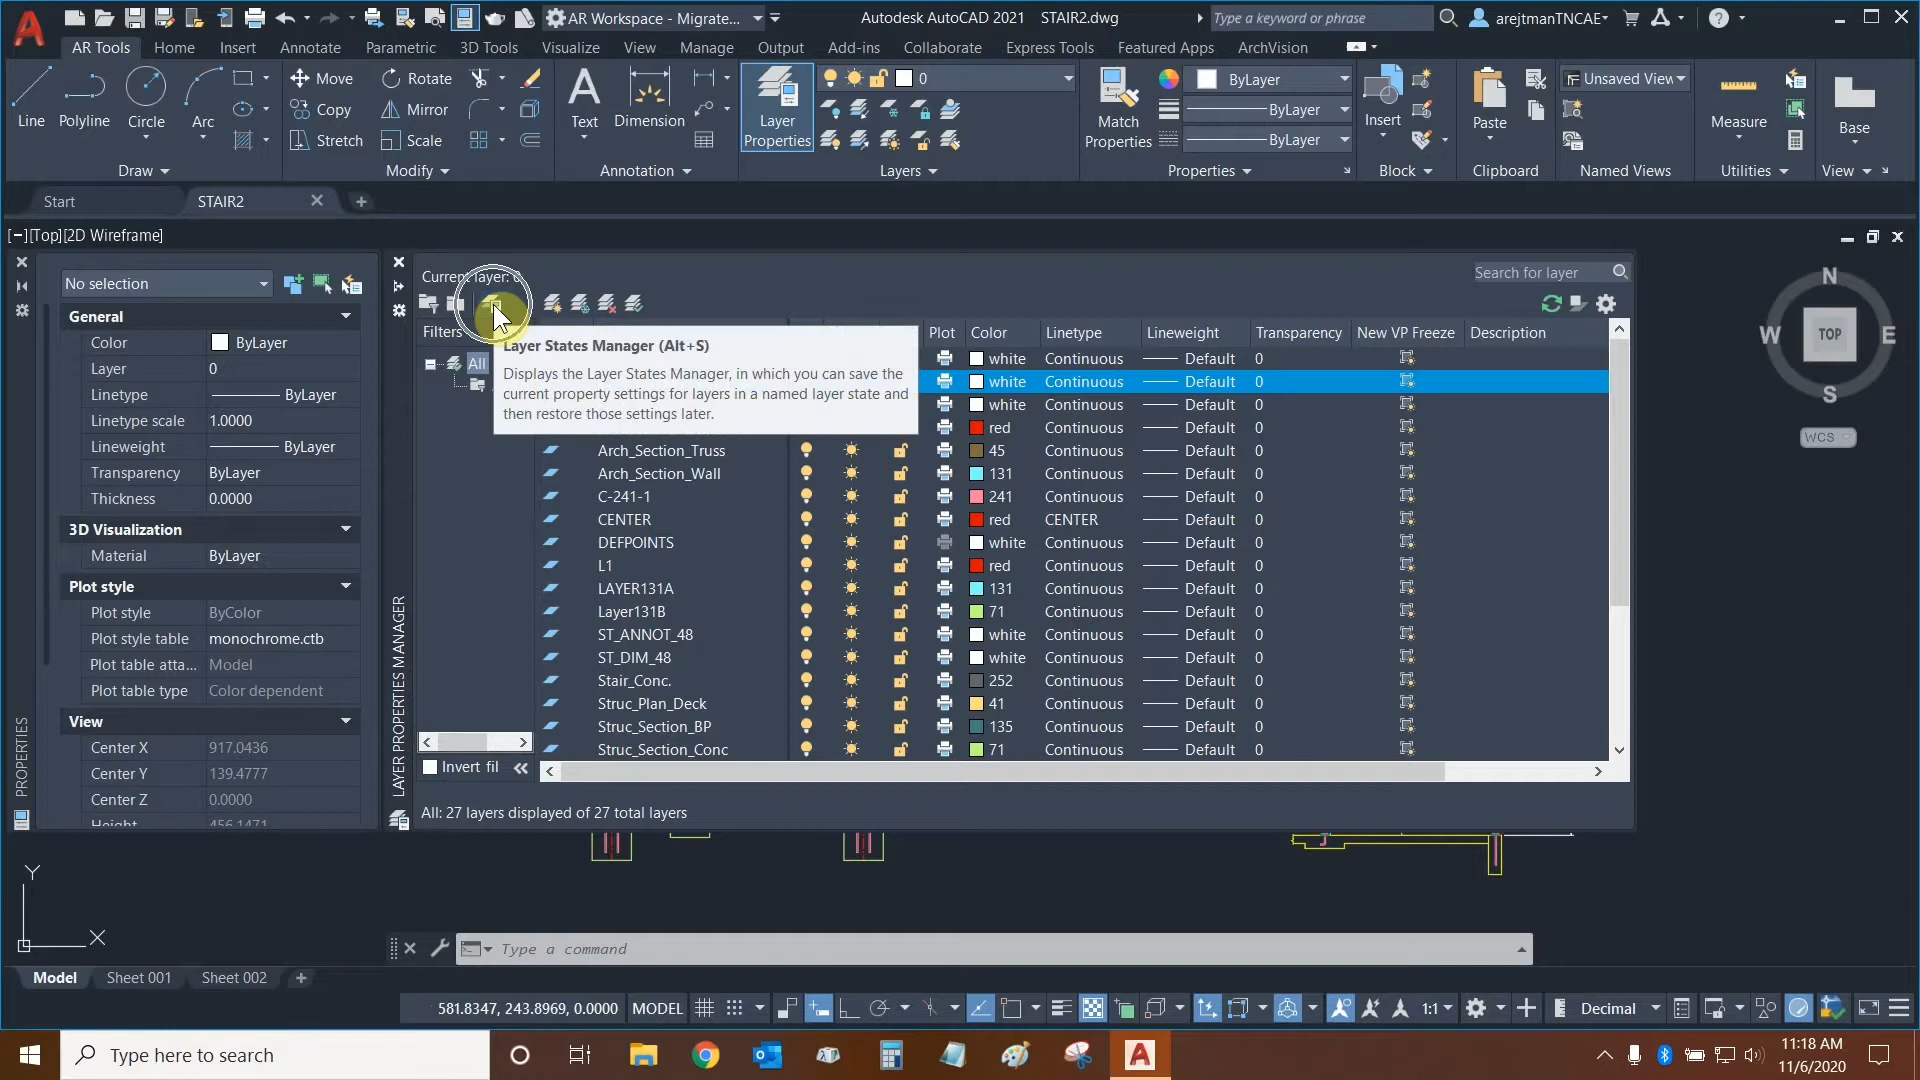 AR Workspace - Migrate...
Autodesk AutoCAD 2021 STAIR2.dwg
Type a keyword or phrase
arejtmanTNCAE
AR Tools Home Insert Annotate Parametric 3D Tools Visualize View Manage Output Add-ins Collaborate Express Tools Featured Apps ArchVision
Line Polyline Circle Arc
Move Rotate
Copy Mirror
Stretch Scale
Text Dimension
Layer Properties
0
Match Properties
ByLayer
ByLayer
ByLayer
Insert
Paste
Unsaved View
Measure
Base
Draw Modify Annotation Layers Properties Block Clipboard Named Views Utilities View
Start STAIR2
[−][Top][2D Wireframe]
No selection
General
Color ByLayer
Layer 0
Linetype ByLayer
Linetype scale 1.0000
Lineweight ByLayer
Transparency ByLayer
Thickness 0.0000
3D Visualization
Material ByLayer
Plot style
Plot style ByColor
Plot style table monochrome.ctb
Plot table atta... Model
Plot table type Color dependent
View
Center X 917.0436
Center Y 139.4777
Center Z 0.0000
Height 456.1471
PROPERTIES
LAYER PROPERTIES MANAGER
Current layer: 0
Search for layer
Filters
All
Invert fil
Layer States Manager (Alt+S)
Displays the Layer States Manager, in which you can save the
current property settings for layers in a named layer state and
then restore those settings later.
Plot Color Linetype Lineweight Transparency New VP Freeze Description
white Continuous Default 0
white Continuous Default 0
white Continuous Default 0
red Continuous Default 0
Arch_Section_Truss 45 Continuous Default 0
Arch_Section_Wall 131 Continuous Default 0
C-241-1 241 Continuous Default 0
CENTER red CENTER Default 0
DEFPOINTS white Continuous Default 0
L1 red Continuous Default 0
LAYER131A 131 Continuous Default 0
Layer131B 71 Continuous Default 0
ST_ANNOT_48 white Continuous Default 0
ST_DIM_48 white Continuous Default 0
Stair_Conc. 252 Continuous Default 0
Struc_Plan_Deck 41 Continuous Default 0
Struc_Section_BP 135 Continuous Default 0
Struc_Section_Conc 71 Continuous Default 0
All: 27 layers displayed of 27 total layers
N
W TOP E
S
WCS
Y
X
Type a command
Model Sheet 001 Sheet 002
581.8347, 243.8969, 0.0000 MODEL 1:1 Decimal
Type here to search
11:18 AM
11/6/2020